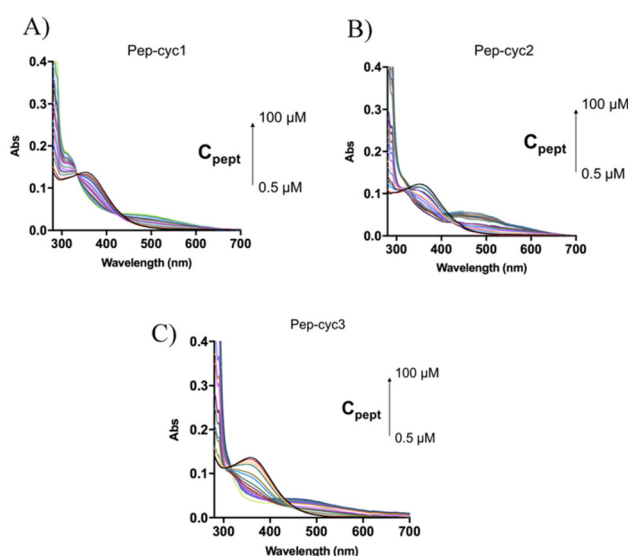 A)
Pep-cyc1
0.4
0.3
0.2
0.1
0.0
Abs
300 400 500 600 700
Wavelength (nm)
100 µM
Cpept
0.5 µM
B)
Pep-cyc2
0.4
0.3
0.2
0.1
0.0
Abs
300 400 500 600 700
Wavelength (nm)
100 µM
Cpept
0.5 µM
C)
Pep-cyc3
0.4
0.3
0.2
0.1
0.0
Abs
300 400 500 600 700
Wavelength (nm)
100 µM
Cpept
0.5 µM